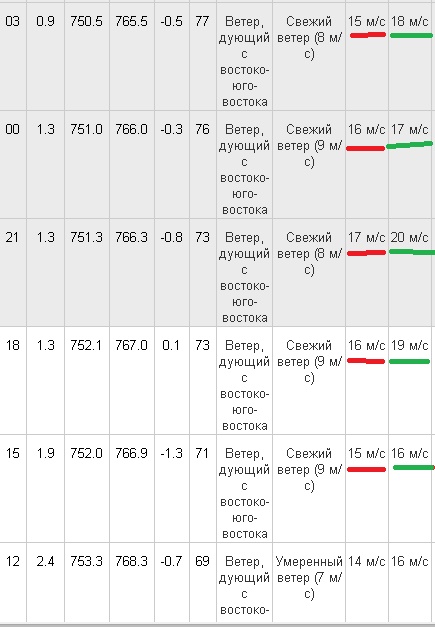 03 0.9 750.5 765.5 -0.5 77 Ветер, Свежий 15 м/с 18 м/с
дующий ветер (8 м/
с с)
востоко-
юго-
востока
00 1.3 751.0 766.0 -0.3 76 Ветер, Свежий 16 м/с 17 м/с
дующий ветер (9 м/
с с)
востоко-
юго-
востока
21 1.3 751.3 766.3 -0.8 73 Ветер, Свежий 17 м/с 20 м/с
дующий ветер (8 м/
с с)
востоко-
юго-
востока
18 1.3 752.1 767.0 0.1 73 Ветер, Свежий 16 м/с 19 м/с
дующий ветер (9 м/
с с)
востоко-
юго-
востока
15 1.9 752.0 766.9 -1.3 71 Ветер, Свежий 15 м/с 16 м/с
дующий ветер (9 м/
с с)
востоко-
юго-
востока
12 2.4 753.3 768.3 -0.7 69 Ветер, Умеренный 14 м/с 16 м/с
дующий ветер (7 м/
с с)
востоко-